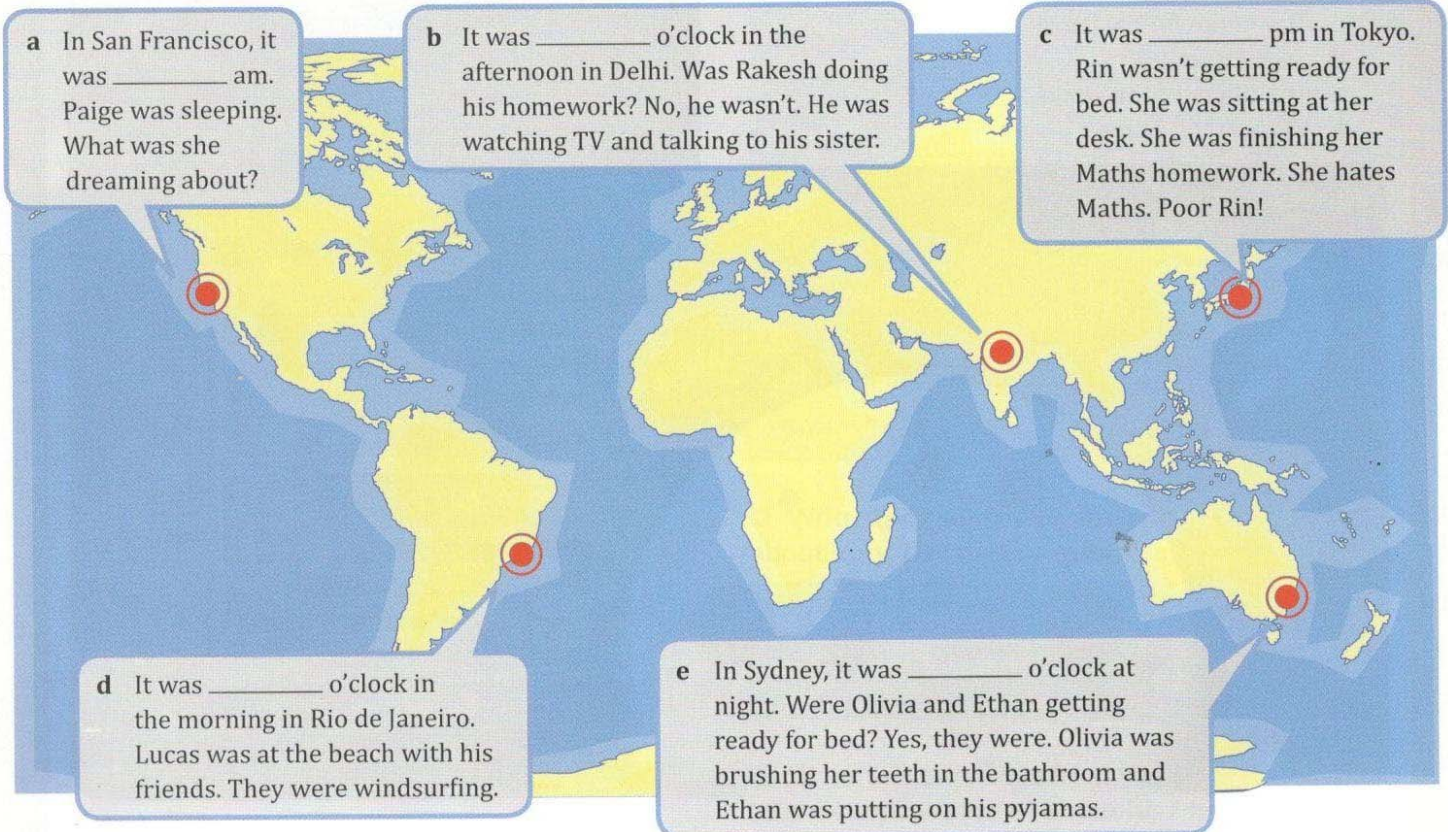 a In San Francisco, it
was __________ am.
Paige was sleeping.
What was she
dreaming about?
b It was __________ o'clock in the
afternoon in Delhi. Was Rakesh doing
his homework? No, he wasn't. He was
watching TV and talking to his sister.
c It was __________ pm in Tokyo.
Rin wasn't getting ready for
bed. She was sitting at her
desk. She was finishing her
Maths homework. She hates
Maths. Poor Rin!
d It was __________ o'clock in
the morning in Rio de Janeiro.
Lucas was at the beach with his
friends. They were windsurfing.
e In Sydney, it was __________ o'clock at
night. Were Olivia and Ethan getting
ready for bed? Yes, they were. Olivia was
brushing her teeth in the bathroom and
Ethan was putting on his pyjamas.